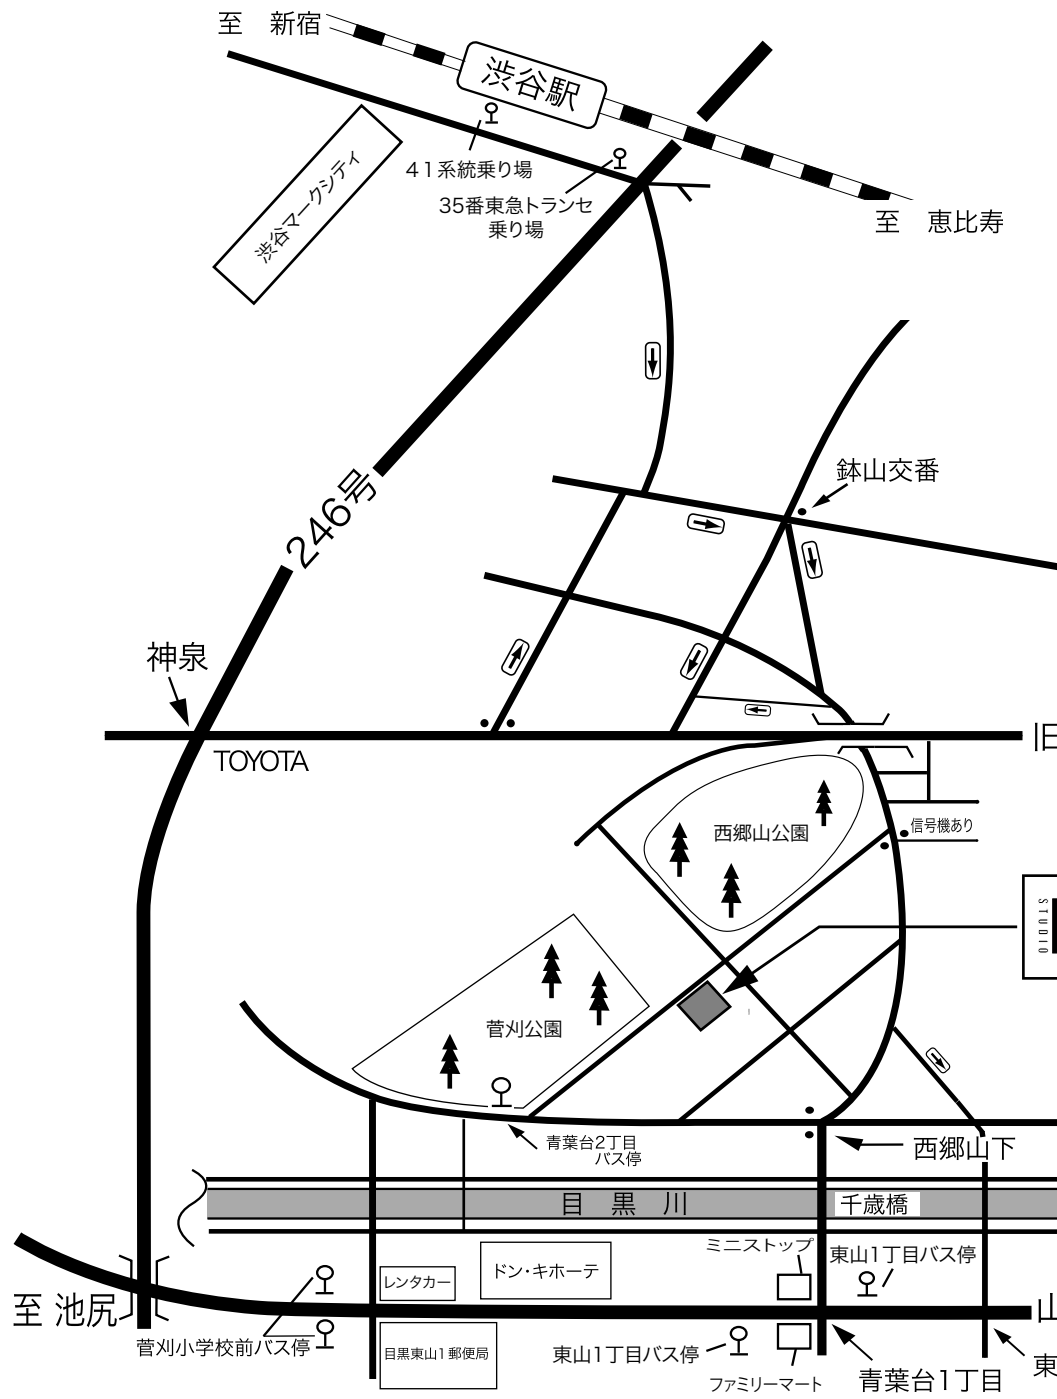 至　新宿
渋谷駅
41系統乗り場
35番東急トランセ
乗り場
渋谷マークシティ
至　恵比寿
246号
鉢山交番
神泉
TOYOTA
旧
西郷山公園
信号機あり
STUDIO
菅刈公園
青葉台2丁目
バス停
西郷山下
目　黒　川
千歳橋
ミニストップ
東山1丁目バス停
ドン・キホーテ
レンタカー
至 池尻
山
菅刈小学校前バス停
目黒東山1郵便局
東山1丁目バス停
ファミリーマート
青葉台1丁目
東